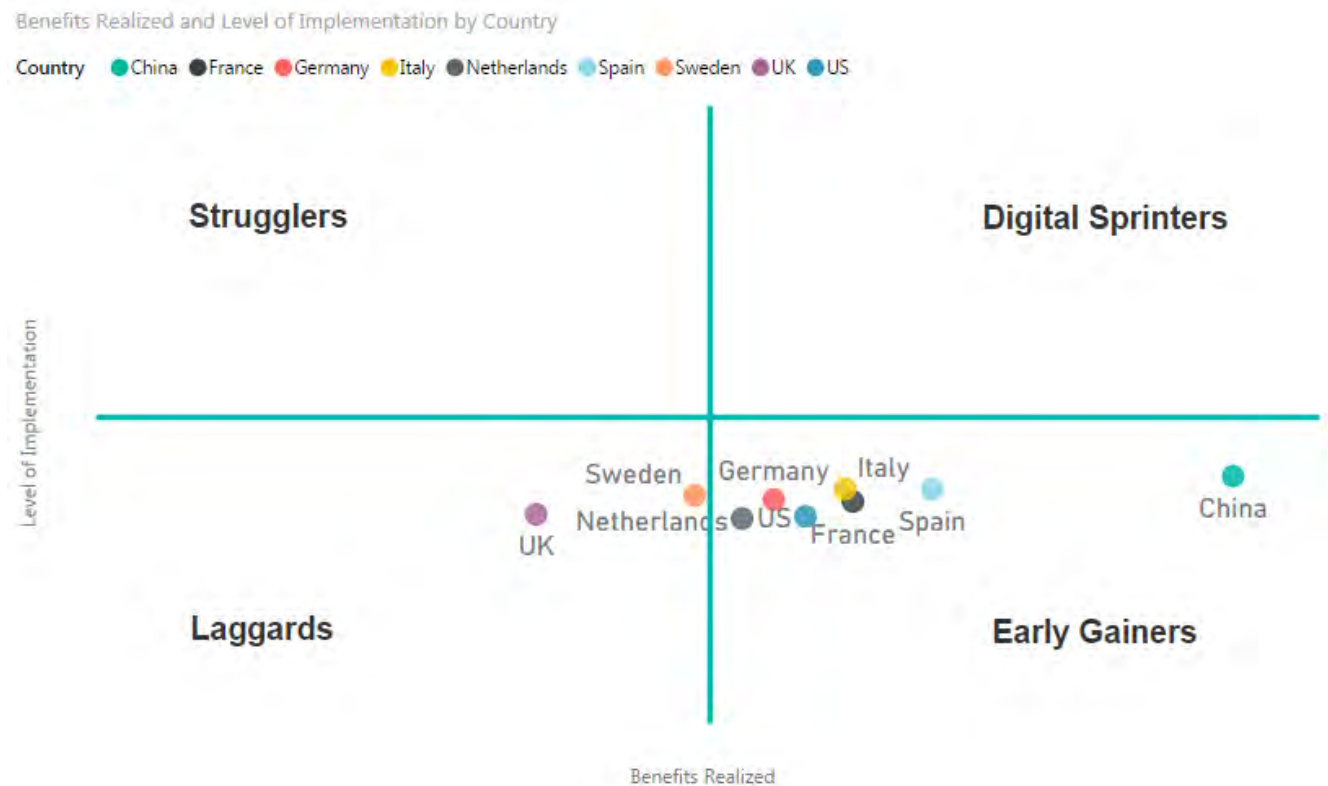 Benefits Realized and Level of Implementation by Country
Country China France Germany Italy Netherlands Spain Sweden UK US
Strugglers Digital Sprinters
Level of Implementation
Sweden Germany Italy
Netherlands US France Spain China
UK
Laggards Early Gainers
Benefits Realized